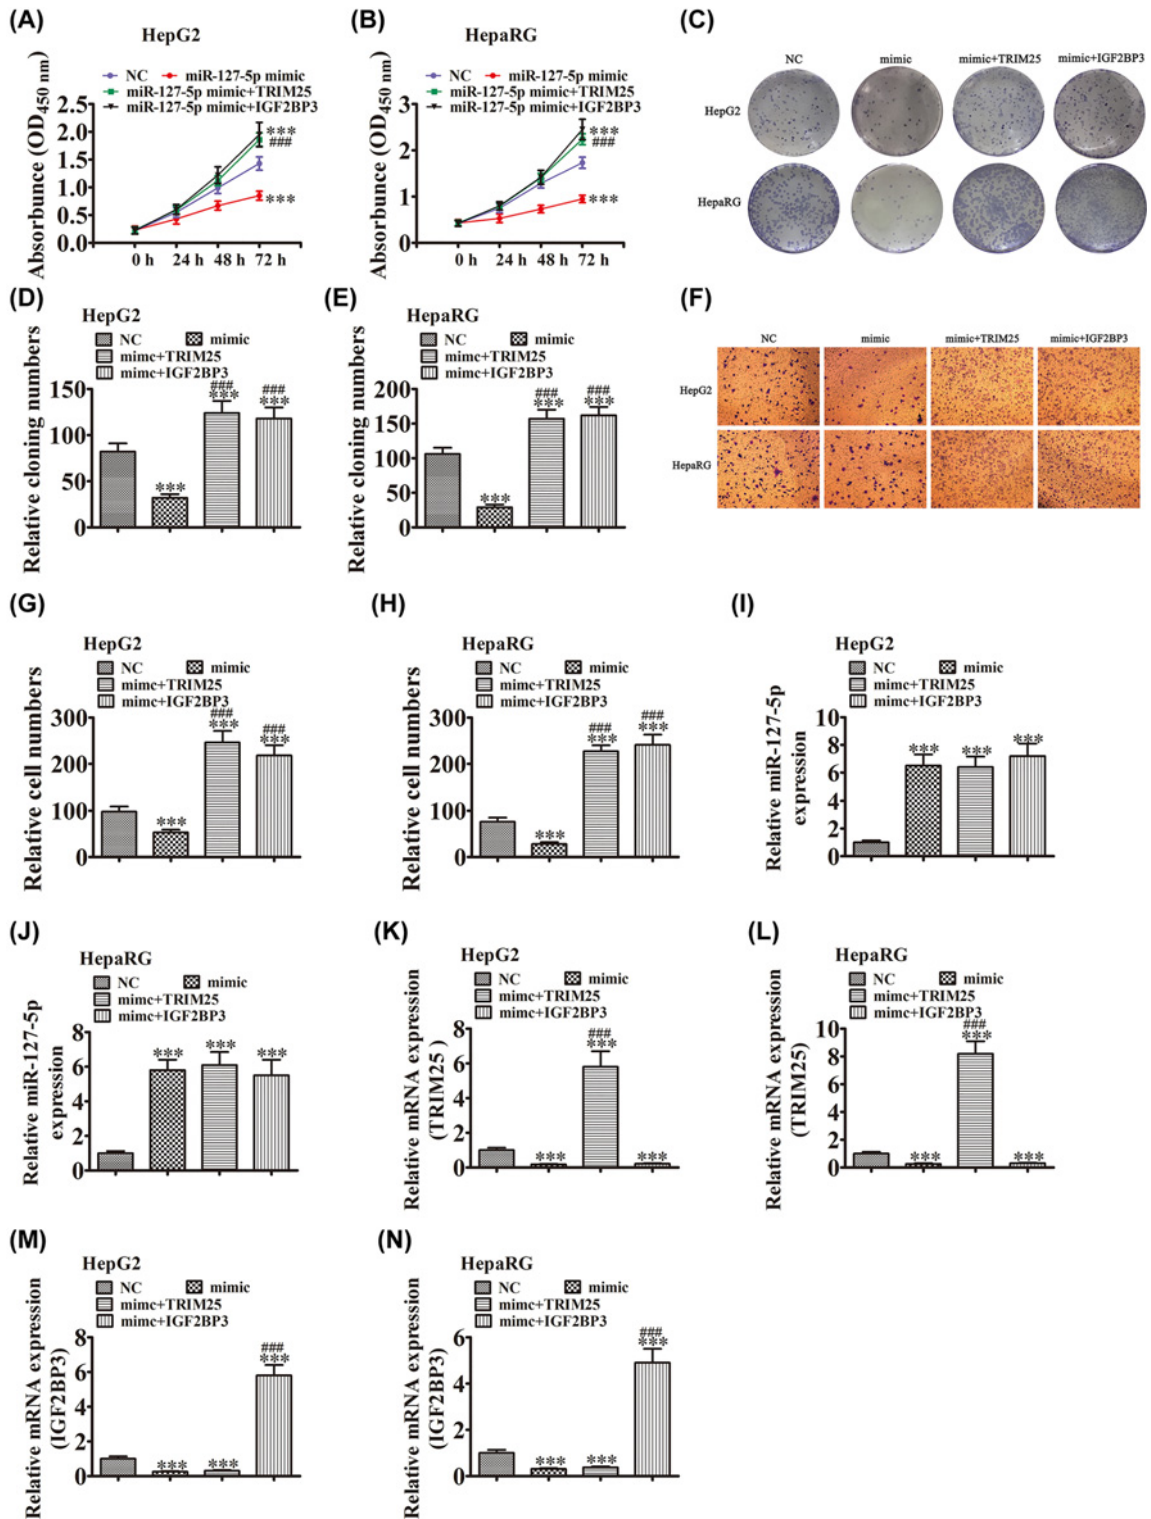 (A)
HepG2
NC miR-127-5p mimic
miR-127-5p mimic+TRIM25
miR-127-5p mimic+IGF2BP3
Absorbunce (OD450 nm)
2.5
2.0
1.5
1.0
0.5
0.0
***
###
***
0 h 24 h 48 h 72 h
(B)
HepaRG
NC miR-127-5p mimic
miR-127-5p mimic+TRIM25
miR-127-5p mimic+IGF2BP3
Absorbunce (OD450 nm)
3
2
1
0
***
###
***
0 h 24 h 48 h 72 h
(C)
NC mimic mimic+TRIM25 mimic+IGF2BP3
HepG2
HepaRG
(D)
HepG2
NC mimic
mimc+TRIM25
mimc+IGF2BP3
Relative cloning numbers
150
100
50
0
### ###
*** *** ***
(E)
HepaRG
NC mimic
mimc+TRIM25
mimc+IGF2BP3
Relative cloning numbers
200
150
100
50
0
### ###
*** *** ***
(F)
NC mimic mimic+TRIM25 mimic+IGF2BP3
HepG2
HepaRG
(G)
HepG2
NC mimic
mimc+TRIM25
mimc+IGF2BP3
Relative cell numbers
300
200
100
0
### ###
*** *** ***
(H)
HepaRG
NC mimic
mimc+TRIM25
mimc+IGF2BP3
Relative cell numbers
300
200
100
0
### ###
*** *** ***
(I)
HepG2
NC mimic
mimc+TRIM25
mimc+IGF2BP3
Relative miR-127-5p
expression
10
8
6
4
2
0
*** *** ***
(J)
HepaRG
NC mimic
mimc+TRIM25
mimc+IGF2BP3
Relative miR-127-5p
expression
8
6
4
2
0
*** *** ***
(K)
HepG2
NC mimic
mimc+TRIM25
mimc+IGF2BP3
Relative mRNA expression
(TRIM25 )
8
6
4
2
0
###
*** *** ***
(L)
HepaRG
NC mimic
mimc+TRIM25
mimc+IGF2BP3
Relative mRNA expression
(TRIM25)
10
8
6
4
2
0
###
*** *** ***
(M)
HepG2
NC mimic
mimc+TRIM25
mimc+IGF2BP3
Relative mRNA expression
(IGF2BP3)
8
6
4
2
0
###
*** *** ***
(N)
HepaRG
NC mimic
mimc+TRIM25
mimc+IGF2BP3
Relative mRNA expression
(IGF2BP3)
6
4
2
0
###
*** *** ***